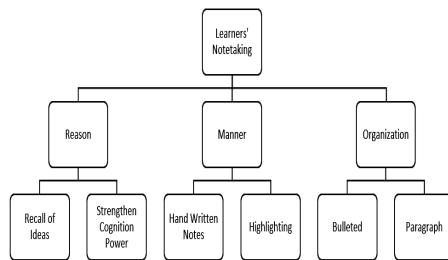 Learners'
Notetaking
Reason
Manner
Organization
Recall of
Ideas
Strengthen
Cognition
Power
Hand Written
Notes
Highlighting
Bulleted
Paragraph